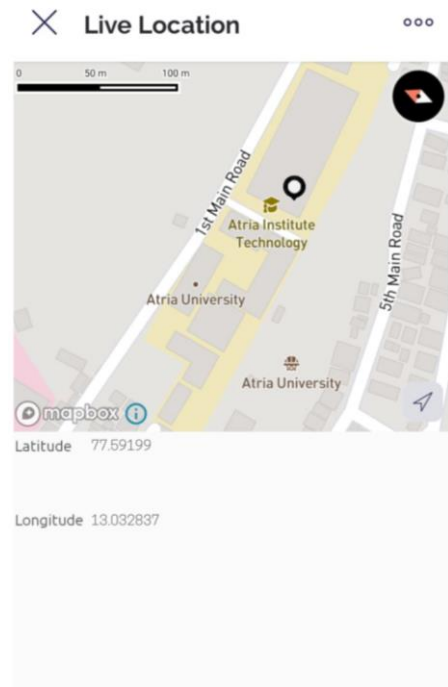 Live Location
0 50 m 100 m
1st Main Road
Atria Institute
Technology
5th Main Road
Atria University
Atria University
mapbox
Latitude 77.59199
Longitude 13.032837